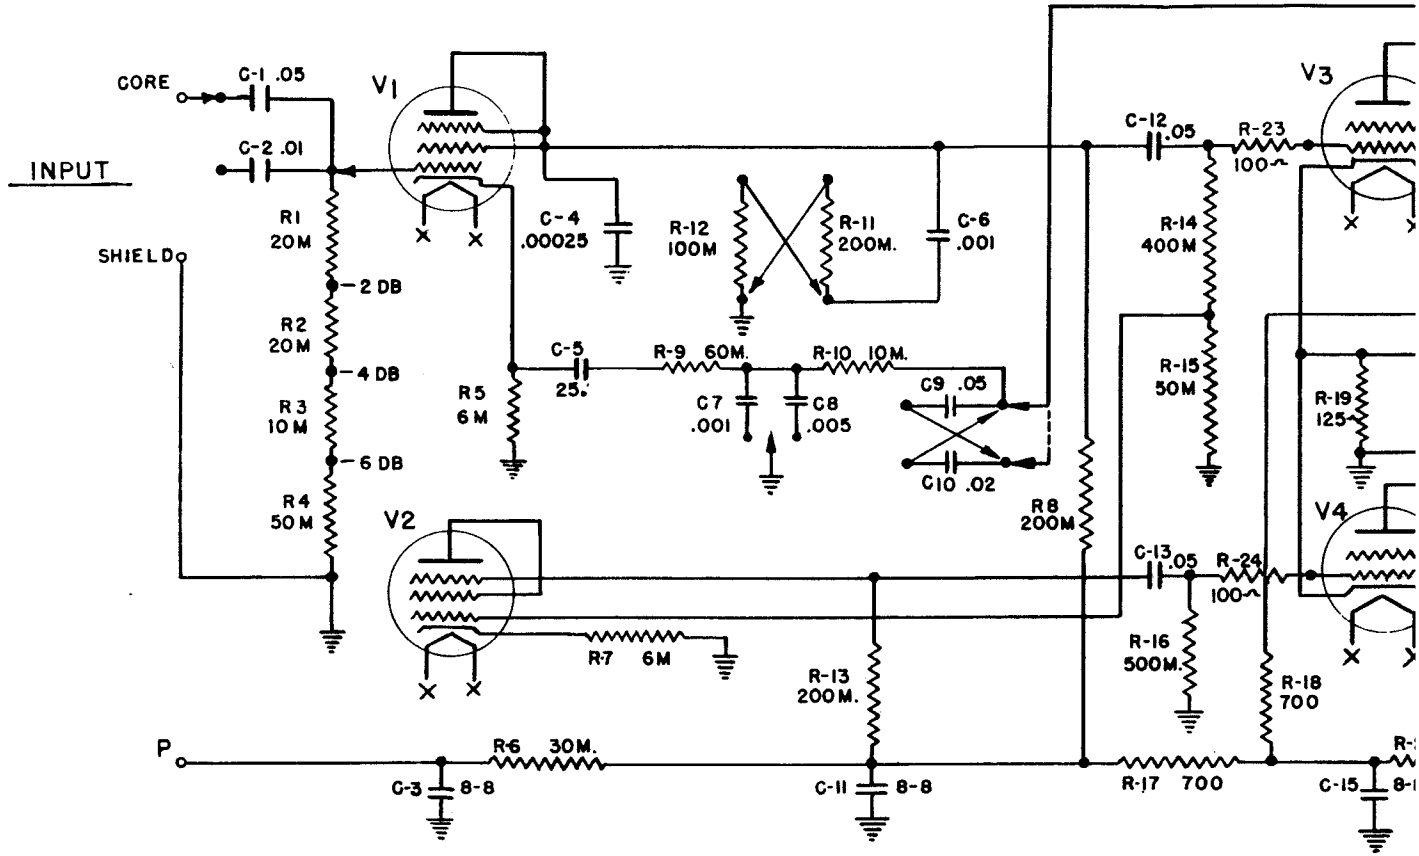 CORE
C-1 .05
V1
C-2 .01
INPUT
R1
20M
SHIELD
-2 DB
R2
20M
-4 DB
R3
10M
-6 DB
R4
50M
C-4
.00025
R5
6M
C-5
25.
R-9 60M.
C7
.001
C8
.005
R-10 10M.
R-12
100M
R-11
200M.
C-6
.001
C9 .05
C10 .02
R8
200M
C-12 .05
R-23
100~
V3
R-14
400M
R-15
50M
R-19
125~
V2
R-7 6M
R-13
200M.
C-13 .05
R-24
100~
V4
R-16
500M.
R-18
700
P
R-6 30M.
C-3 8-8
C-11 8-8
R-17 700
C-15
X X
X X
X
X